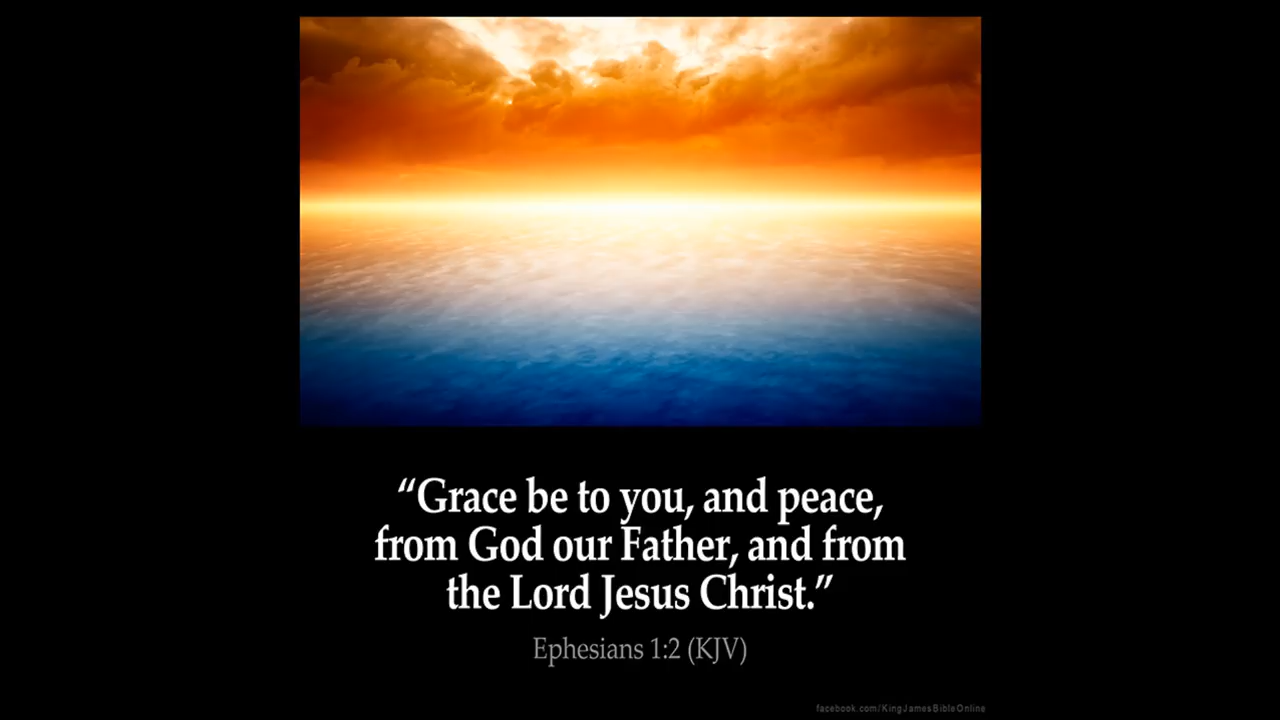 “Grace be to you, and peace,
from God our Father, and from
the Lord Jesus Christ.”
Ephesians 1:2 (KJV)
facebook.com/KingJamesBibleOnline